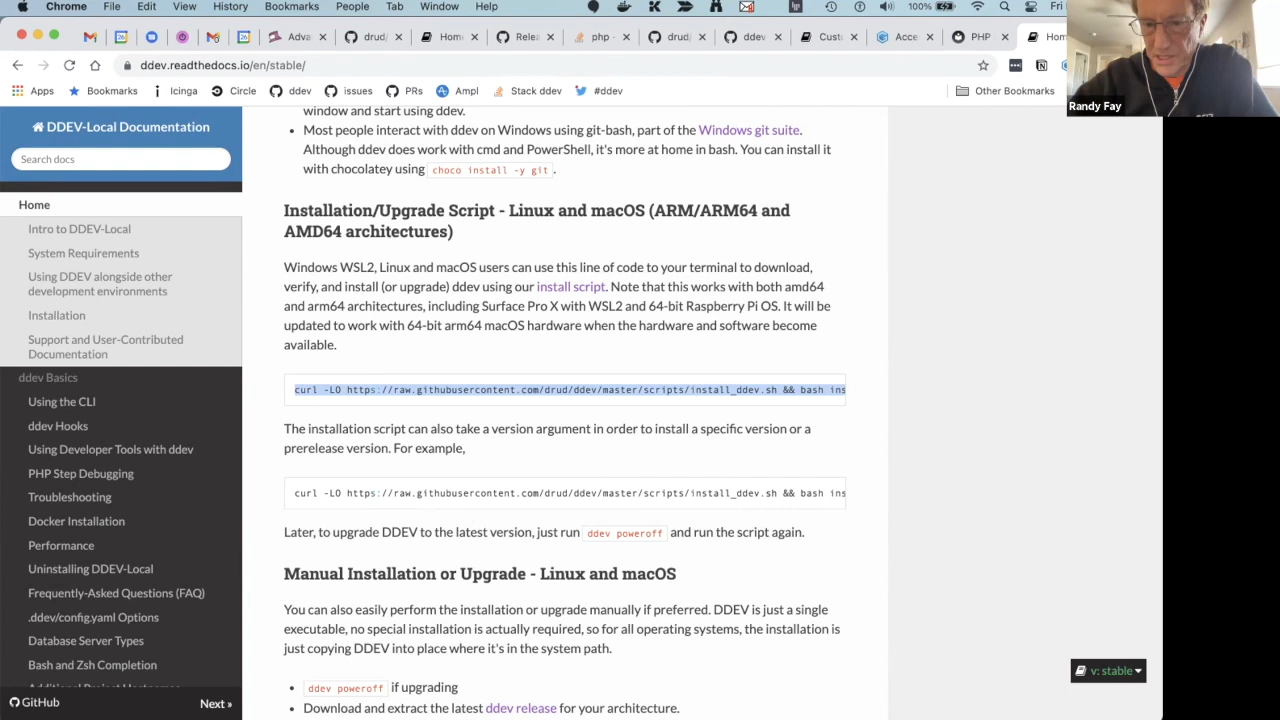 Chrome File Edit View History Bookmarks People Tab Window Help 100% Fri
Adva drud/ Home Relea php - drud/ ddev Custo Acce PHP Hom
ddev.readthedocs.io/en/stable/
Apps Bookmarks Icinga Circle ddev issues PRs Ampl Stack ddev #ddev Other Bookmarks
Randy Fay
DDEV-Local Documentation
Search docs
Home
Intro to DDEV-Local
System Requirements
Using DDEV alongside other
development environments
Installation
Support and User-Contributed
Documentation
ddev Basics
Using the CLI
ddev Hooks
Using Developer Tools with ddev
PHP Step Debugging
Troubleshooting
Docker Installation
Performance
Uninstalling DDEV-Local
Frequently-Asked Questions (FAQ)
.ddev/config.yaml Options
Database Server Types
Bash and Zsh Completion
Additional Project Hostnames
GitHub Next »
window and start using ddev.
• Most people interact with ddev on Windows using git-bash, part of the Windows git suite.
Although ddev does work with cmd and PowerShell, it's more at home in bash. You can install it
with chocolatey using choco install -y git .
Installation/Upgrade Script - Linux and macOS (ARM/ARM64 and
AMD64 architectures)
Windows WSL2, Linux and macOS users can use this line of code to your terminal to download,
verify, and install (or upgrade) ddev using our install script. Note that this works with both amd64
and arm64 architectures, including Surface Pro X with WSL2 and 64-bit Raspberry Pi OS. It will be
updated to work with 64-bit arm64 macOS hardware when the hardware and software become
available.
curl -LO https://raw.githubusercontent.com/drud/ddev/master/scripts/install_ddev.sh && bash ins
The installation script can also take a version argument in order to install a specific version or a
prerelease version. For example,
curl -LO https://raw.githubusercontent.com/drud/ddev/master/scripts/install_ddev.sh && bash ins
Later, to upgrade DDEV to the latest version, just run ddev poweroff and run the script again.
Manual Installation or Upgrade - Linux and macOS
You can also easily perform the installation or upgrade manually if preferred. DDEV is just a single
executable, no special installation is actually required, so for all operating systems, the installation is
just copying DDEV into place where it's in the system path.
• ddev poweroff if upgrading
• Download and extract the latest ddev release for your architecture.
v: stable